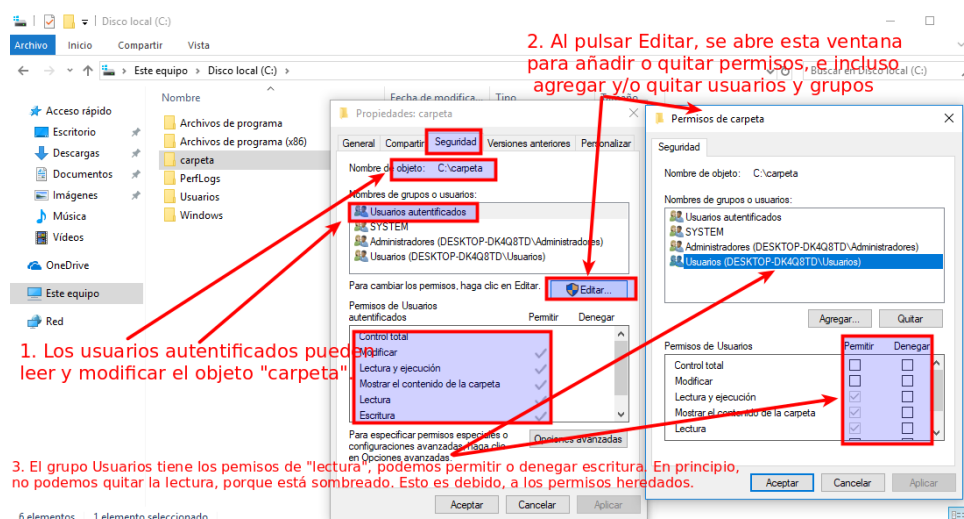 Disco local (C:)
Archivo Inicio Compartir Vista
Este equipo > Disco local (C:) >
Buscar en Disco local (C:)
2. Al pulsar Editar, se abre esta ventana
para añadir o quitar permisos, e incluso
agregar y/o quitar usuarios y grupos
Acceso rápido
Escritorio
Descargas
Documentos
Imágenes
Música
Vídeos
OneDrive
Este equipo
Red
Nombre Fecha de modifica... Tipo Tamaño
Archivos de programa
Archivos de programa (x86)
carpeta
PerfLogs
Usuarios
Windows
1. Los usuarios autentificados pueden
leer y modificar el objeto "carpeta".
Propiedades: carpeta
General Compartir Seguridad Versiones anteriores Personalizar
Nombre de objeto: C:\carpeta
Nombres de grupos o usuarios:
Usuarios autentificados
SYSTEM
Administradores (DESKTOP-DK4Q8TD\Administradores)
Usuarios (DESKTOP-DK4Q8TD\Usuarios)
Para cambiar los permisos, haga clic en Editar.
Editar...
Permisos de Usuarios
autentificados Permitir Denegar
Control total
Modificar
Lectura y ejecución
Mostrar el contenido de la carpeta
Lectura
Escritura
Para especificar permisos especiales o
configuraciones avanzadas, haga clic
en Opciones avanzadas.
Opciones avanzadas
Aceptar Cancelar Aplicar
Permisos de carpeta
Seguridad
Nombre de objeto: C:\carpeta
Nombres de grupos o usuarios:
Usuarios autentificados
SYSTEM
Administradores (DESKTOP-DK4Q8TD\Administradores)
Usuarios (DESKTOP-DK4Q8TD\Usuarios)
Agregar... Quitar
Permisos de Usuarios Permitir Denegar
Control total
Modificar
Lectura y ejecución
Mostrar el contenido de la carpeta
Lectura
Aceptar Cancelar Aplicar
3. El grupo Usuarios tiene los pemisos de "lectura", podemos permitir o denegar escritura. En principio,
no podemos quitar la lectura, porque está sombreado. Esto es debido, a los permisos heredados.
6 elementos 1 elemento seleccionado